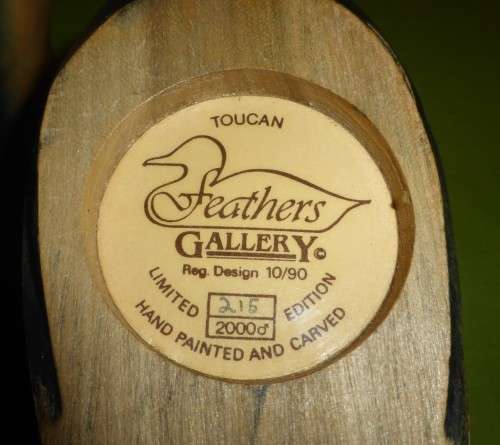 TOUCAN
Feathers
GALLERY©
Reg. Design 10/90
LIMITED EDITION
215
2000♂
HAND PAINTED AND CARVED